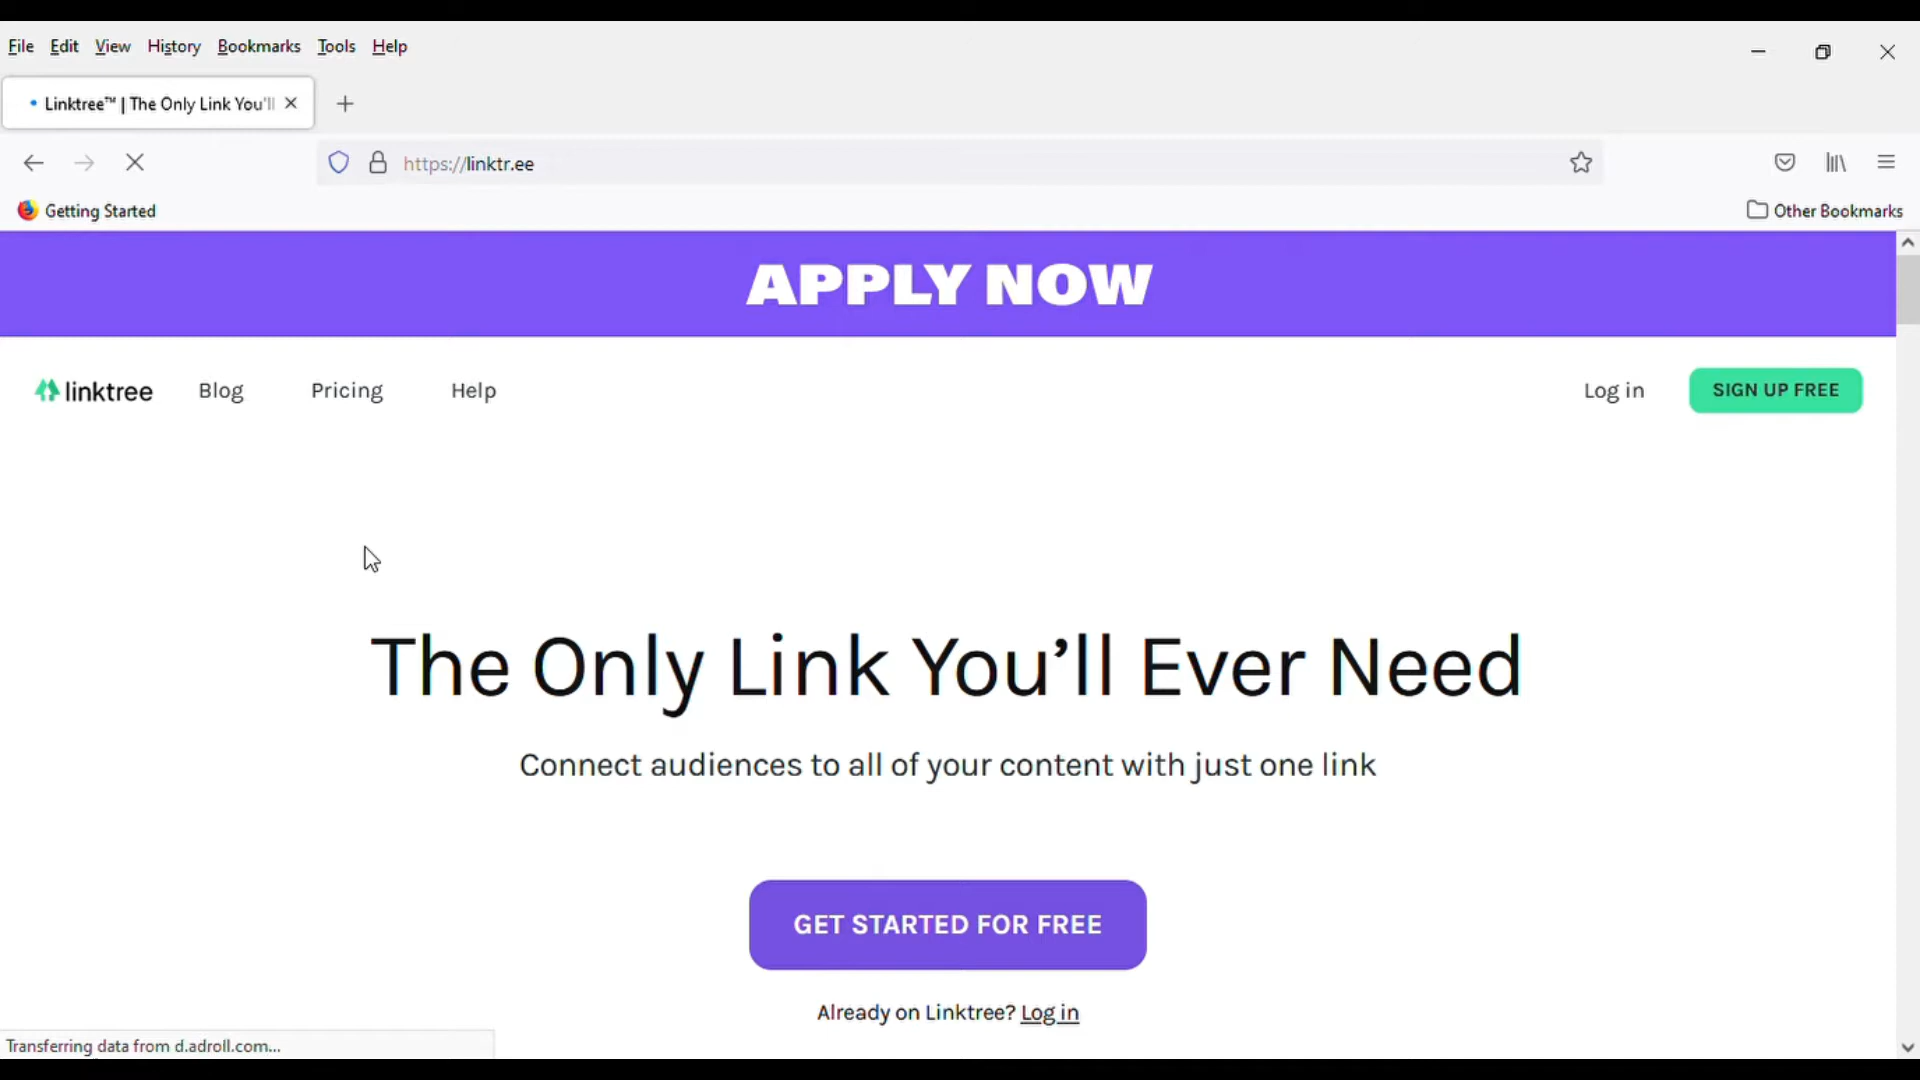 File Edit View History Bookmarks Tools Help
Linktree™ | The Only Link You'll
https://linktr.ee
Getting Started
Other Bookmarks
APPLY NOW
linktree Blog Pricing Help Log in SIGN UP FREE
The Only Link You’ll Ever Need
Connect audiences to all of your content with just one link
GET STARTED FOR FREE
Already on Linktree? Log in
Transferring data from d.adroll.com...